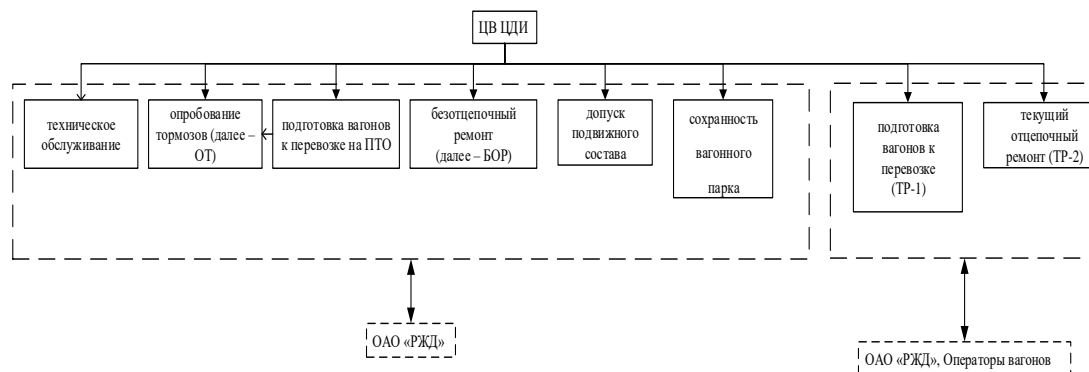 ЦВ ЦДИ
техническое
обслуживание
опробование
тормозов (далее –
ОТ)
подготовка вагонов
к перевозке на ПТО
безотцепочный
ремонт
(далее – БОР)
допуск
подвижного
состава
сохранность
вагонного
парка
подготовка
вагонов к
перевозке
(ТР-1)
текущий
отцепочный
ремонт (ТР-2)
ОАО «РЖД»
ОАО «РЖД», Операторы вагонов